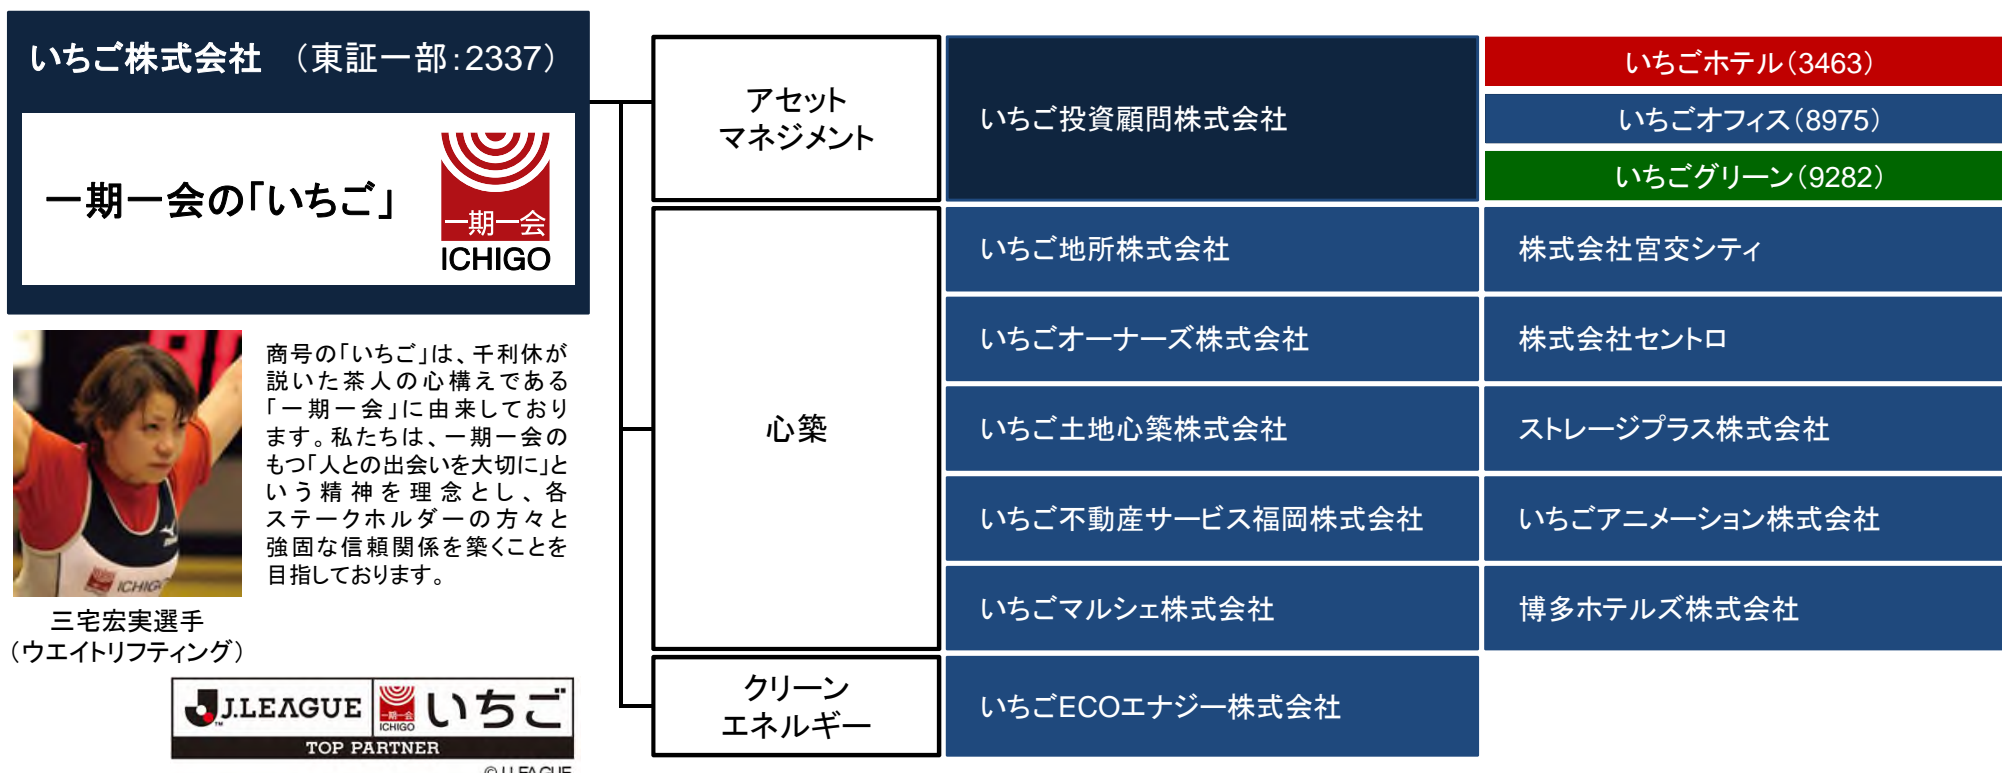 いちご株式会社 （東証一部：2337）
一期一会の「いちご」
一期一会
ICHIGO
商号の「いちご」は、千利休が
説いた茶人の心構えである
「一期一会」に由来しており
ます。私たちは、一期一会の
もつ「人との出会いを大切に」と
いう精神を理念とし、各
ステークホルダーの方々と
強固な信頼関係を築くことを
目指しております。
ICHIGO
三宅宏実選手
（ウエイトリフティング）
J.LEAGUE
TM
一期一会
ICHIGO
いちご
TOP PARTNER
© J.LEAGUE
アセット
マネジメント
いちご投資顧問株式会社
いちごホテル（3463）
いちごオフィス（8975）
いちごグリーン（9282）
心築
いちご地所株式会社
株式会社宮交シティ
いちごオーナーズ株式会社
株式会社セントロ
いちご土地心築株式会社
ストレージプラス株式会社
いちご不動産サービス福岡株式会社
いちごアニメーション株式会社
いちごマルシェ株式会社
博多ホテルズ株式会社
クリーン
エネルギー
いちごECOエナジー株式会社